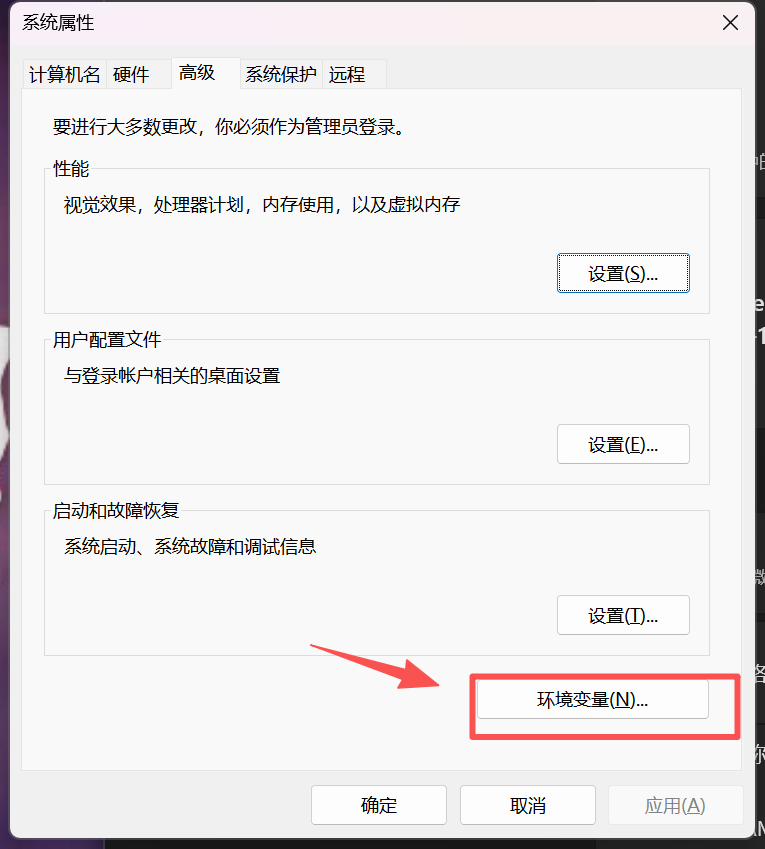 系统属性
计算机名 硬件 高级 系统保护 远程
要进行大多数更改，你必须作为管理员登录。
性能
视觉效果，处理器计划，内存使用，以及虚拟内存
设置(S)...
用户配置文件
与登录帐户相关的桌面设置
设置(E)...
启动和故障恢复
系统启动、系统故障和调试信息
设置(T)...
环境变量(N)...
确定 取消 应用(A)